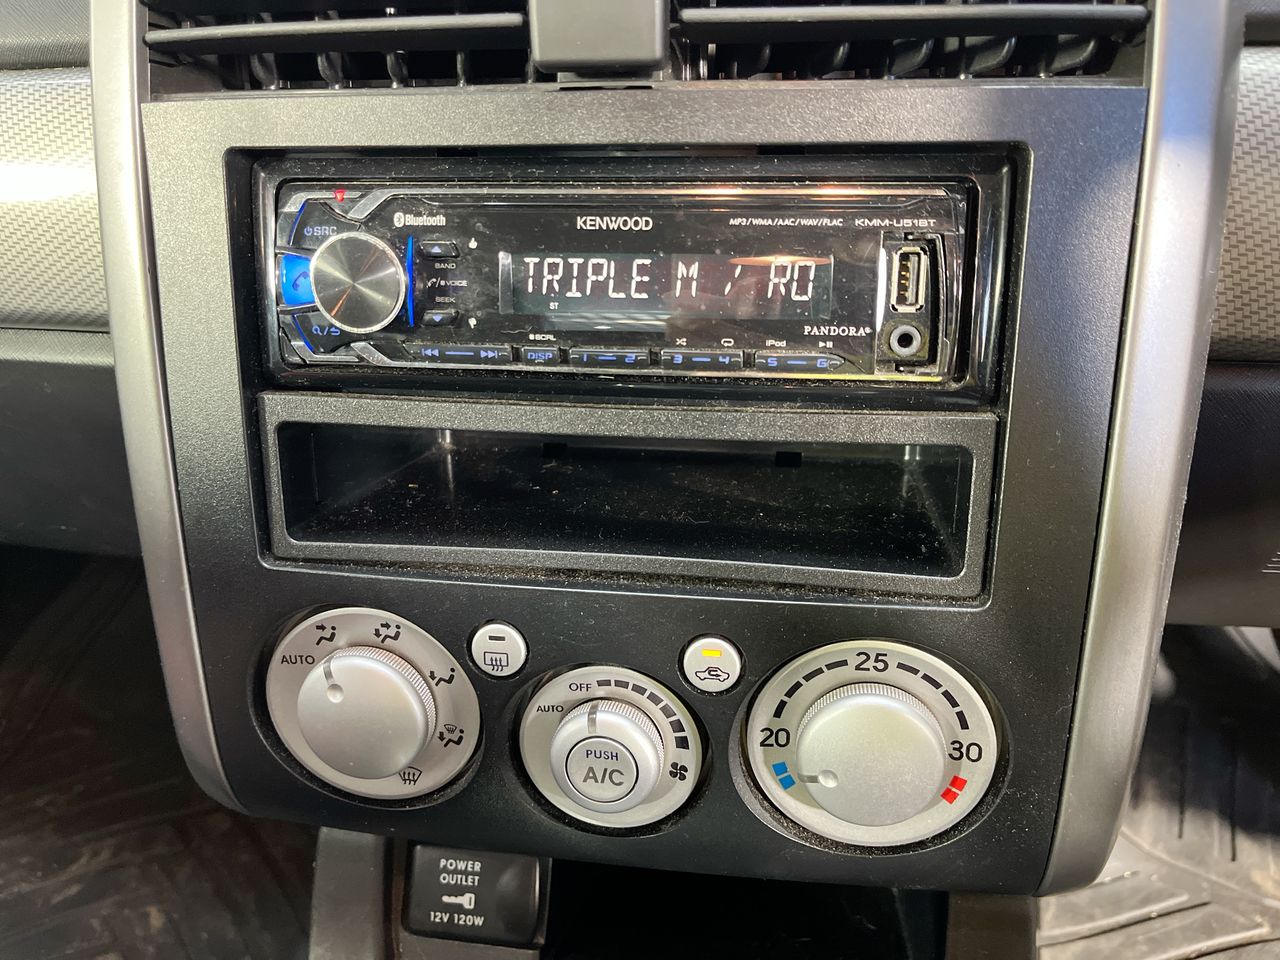 Bluetooth
KENWOOD
MP3/WMA/AAC/WAV/FLAC
KMM-U516BT
SRC
BAND
VOICE
SEEK
TRIPLE M / RO
ST
PANDORA®
SCRL
iPod
DISP
1
2
3
4
5
6
AUTO
OFF
AUTO
PUSH
A/C
20
25
30
POWER
OUTLET
12V 120W